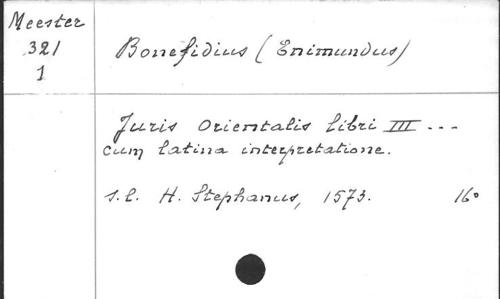 Meester
321
1
Bonefidius (Enimundus)
Juris Orientalis libri III ...
cum latina interpretatione.
s.l. H. Stephanus, 1573. 16°